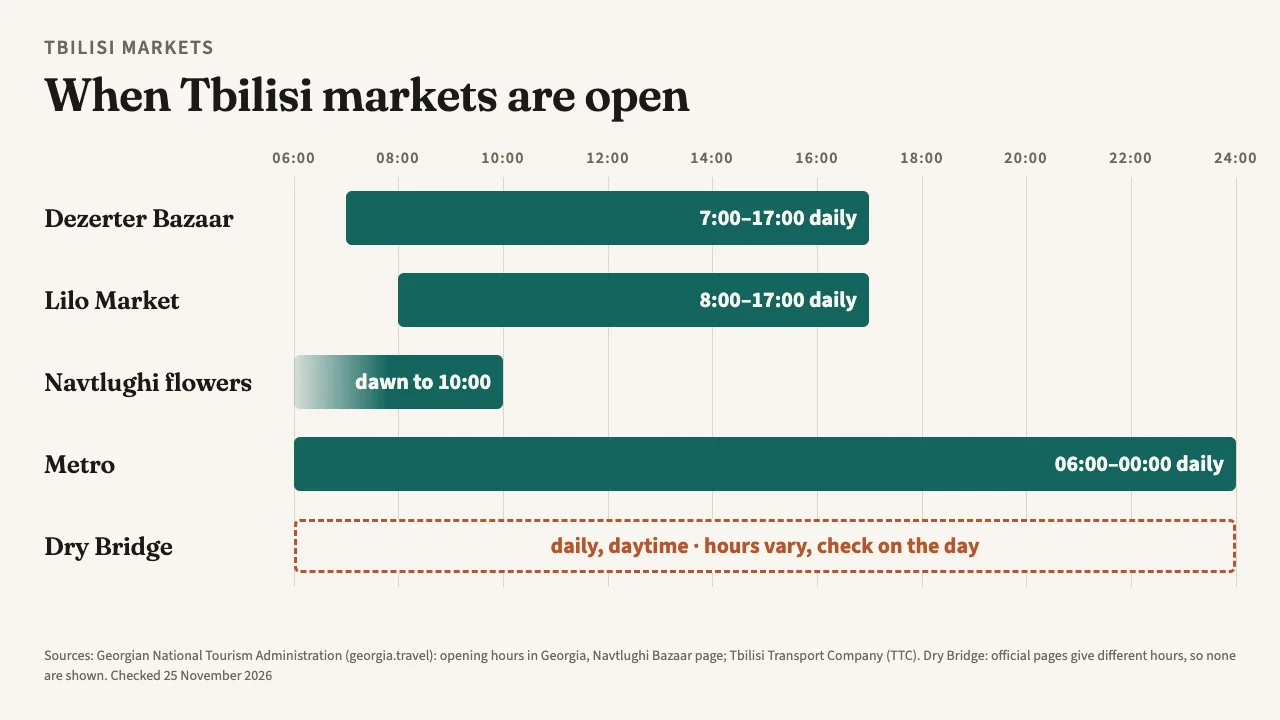 TBILISI MARKETS
When Tbilisi markets are open
06:00 08:00 10:00 12:00 14:00 16:00 18:00 20:00 22:00 24:00
Dezerter Bazaar 7:00–17:00 daily
Lilo Market 8:00–17:00 daily
Navtlughi flowers dawn to 10:00
Metro 06:00–00:00 daily
Dry Bridge daily, daytime · hours vary, check on the day
Sources: Georgian National Tourism Administration (georgia.travel): opening hours in Georgia, Navtlughi Bazaar page; Tbilisi Transport Company (TTC). Dry Bridge: official pages give different hours, so none
are shown. Checked 25 November 2026